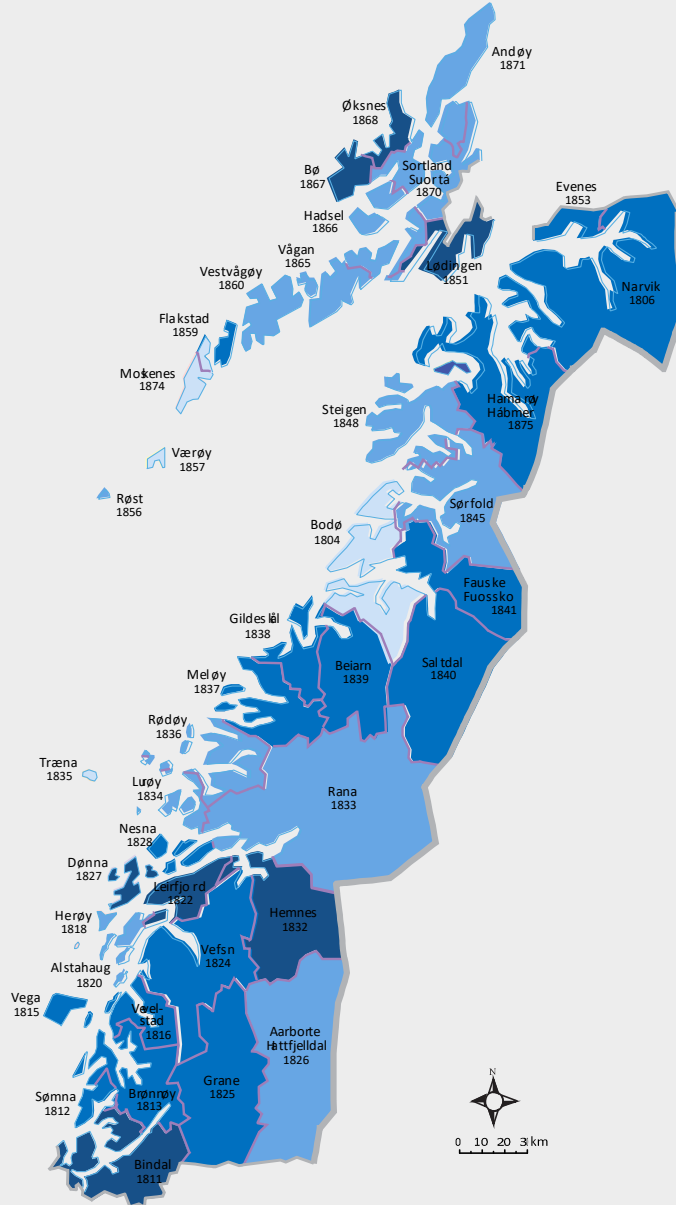 Andøy
1871
Øksnes
1868
Bø
1867
Sortland
Suortá
1870
Evenes
1853
Hadsel
1866
Vågan
1865
Lødingen
1851
Vestvågøy
1860
Narvik
1806
Flakstad
1859
Moskenes
1874
Hamarøy
Hábmer
1875
Steigen
1848
Værøy
1857
Røst
1856
Sørfold
1845
Bodø
1804
Fauske
Fuossko
1841
Gildeskål
1838
Beiarn
1839
Saltdal
1840
Meløy
1837
Rødøy
1836
Træna
1835
Lurøy
1834
Rana
1833
Nesna
1828
Dønna
1827
Leirfjord
1822
Herøy
1818
Hemnes
1832
Vefsn
1824
Alstahaug
1820
Vega
1815
Vevel-
stad
1816
Aarborte
Hattfjelldal
1826
Grane
1825
Sømna
1812
Brønnøy
1813
Bindal
1811
N
0 10 20 30 km